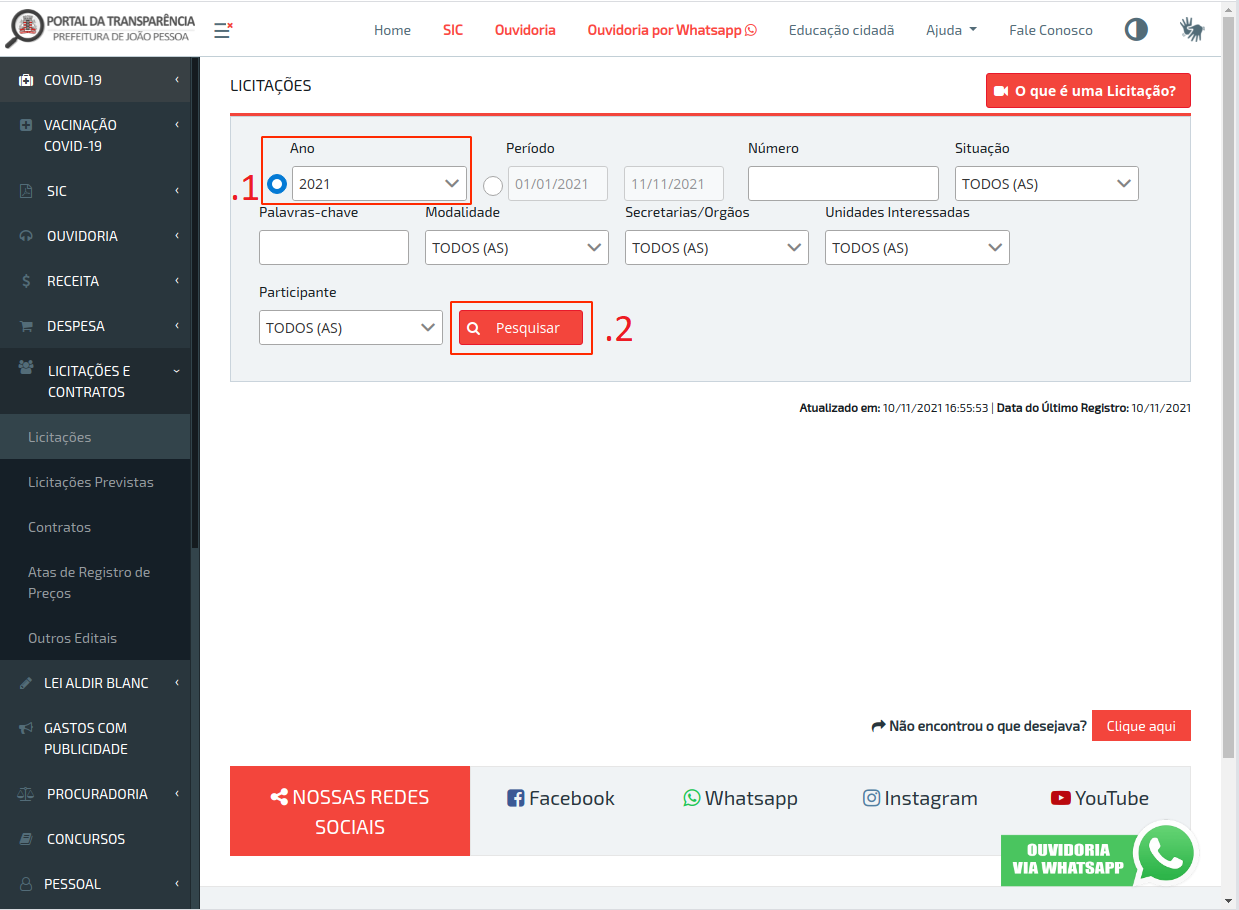 PORTAL DA TRANSPARÊNCIA
PREFEITURA DE JOÃO PESSOA
Home SIC Ouvidoria Ouvidoria por Whatsapp Educação cidadã Ajuda Fale Conosco
COVID-19
VACINAÇÃO
COVID-19
SIC
OUVIDORIA
RECEITA
DESPESA
LICITAÇÕES E
CONTRATOS
Licitações
Licitações Previstas
Contratos
Atas de Registro de
Preços
Outros Editais
LEI ALDIR BLANC
GASTOS COM
PUBLICIDADE
PROCURADORIA
CONCURSOS
PESSOAL
LICITAÇÕES
O que é uma Licitação?
Ano Período Número Situação
.1 2021 01/01/2021 11/11/2021 TODOS (AS)
Palavras-chave Modalidade Secretarias/Orgãos Unidades Interessadas
TODOS (AS) TODOS (AS) TODOS (AS)
Participante
TODOS (AS) Pesquisar .2
Atualizado em: 10/11/2021 16:55:53 | Data do Último Registro: 10/11/2021
Não encontrou o que desejava? Clique aqui
NOSSAS REDES
SOCIAIS
Facebook Whatsapp Instagram YouTube
OUVIDORIA
VIA WHATSAPP